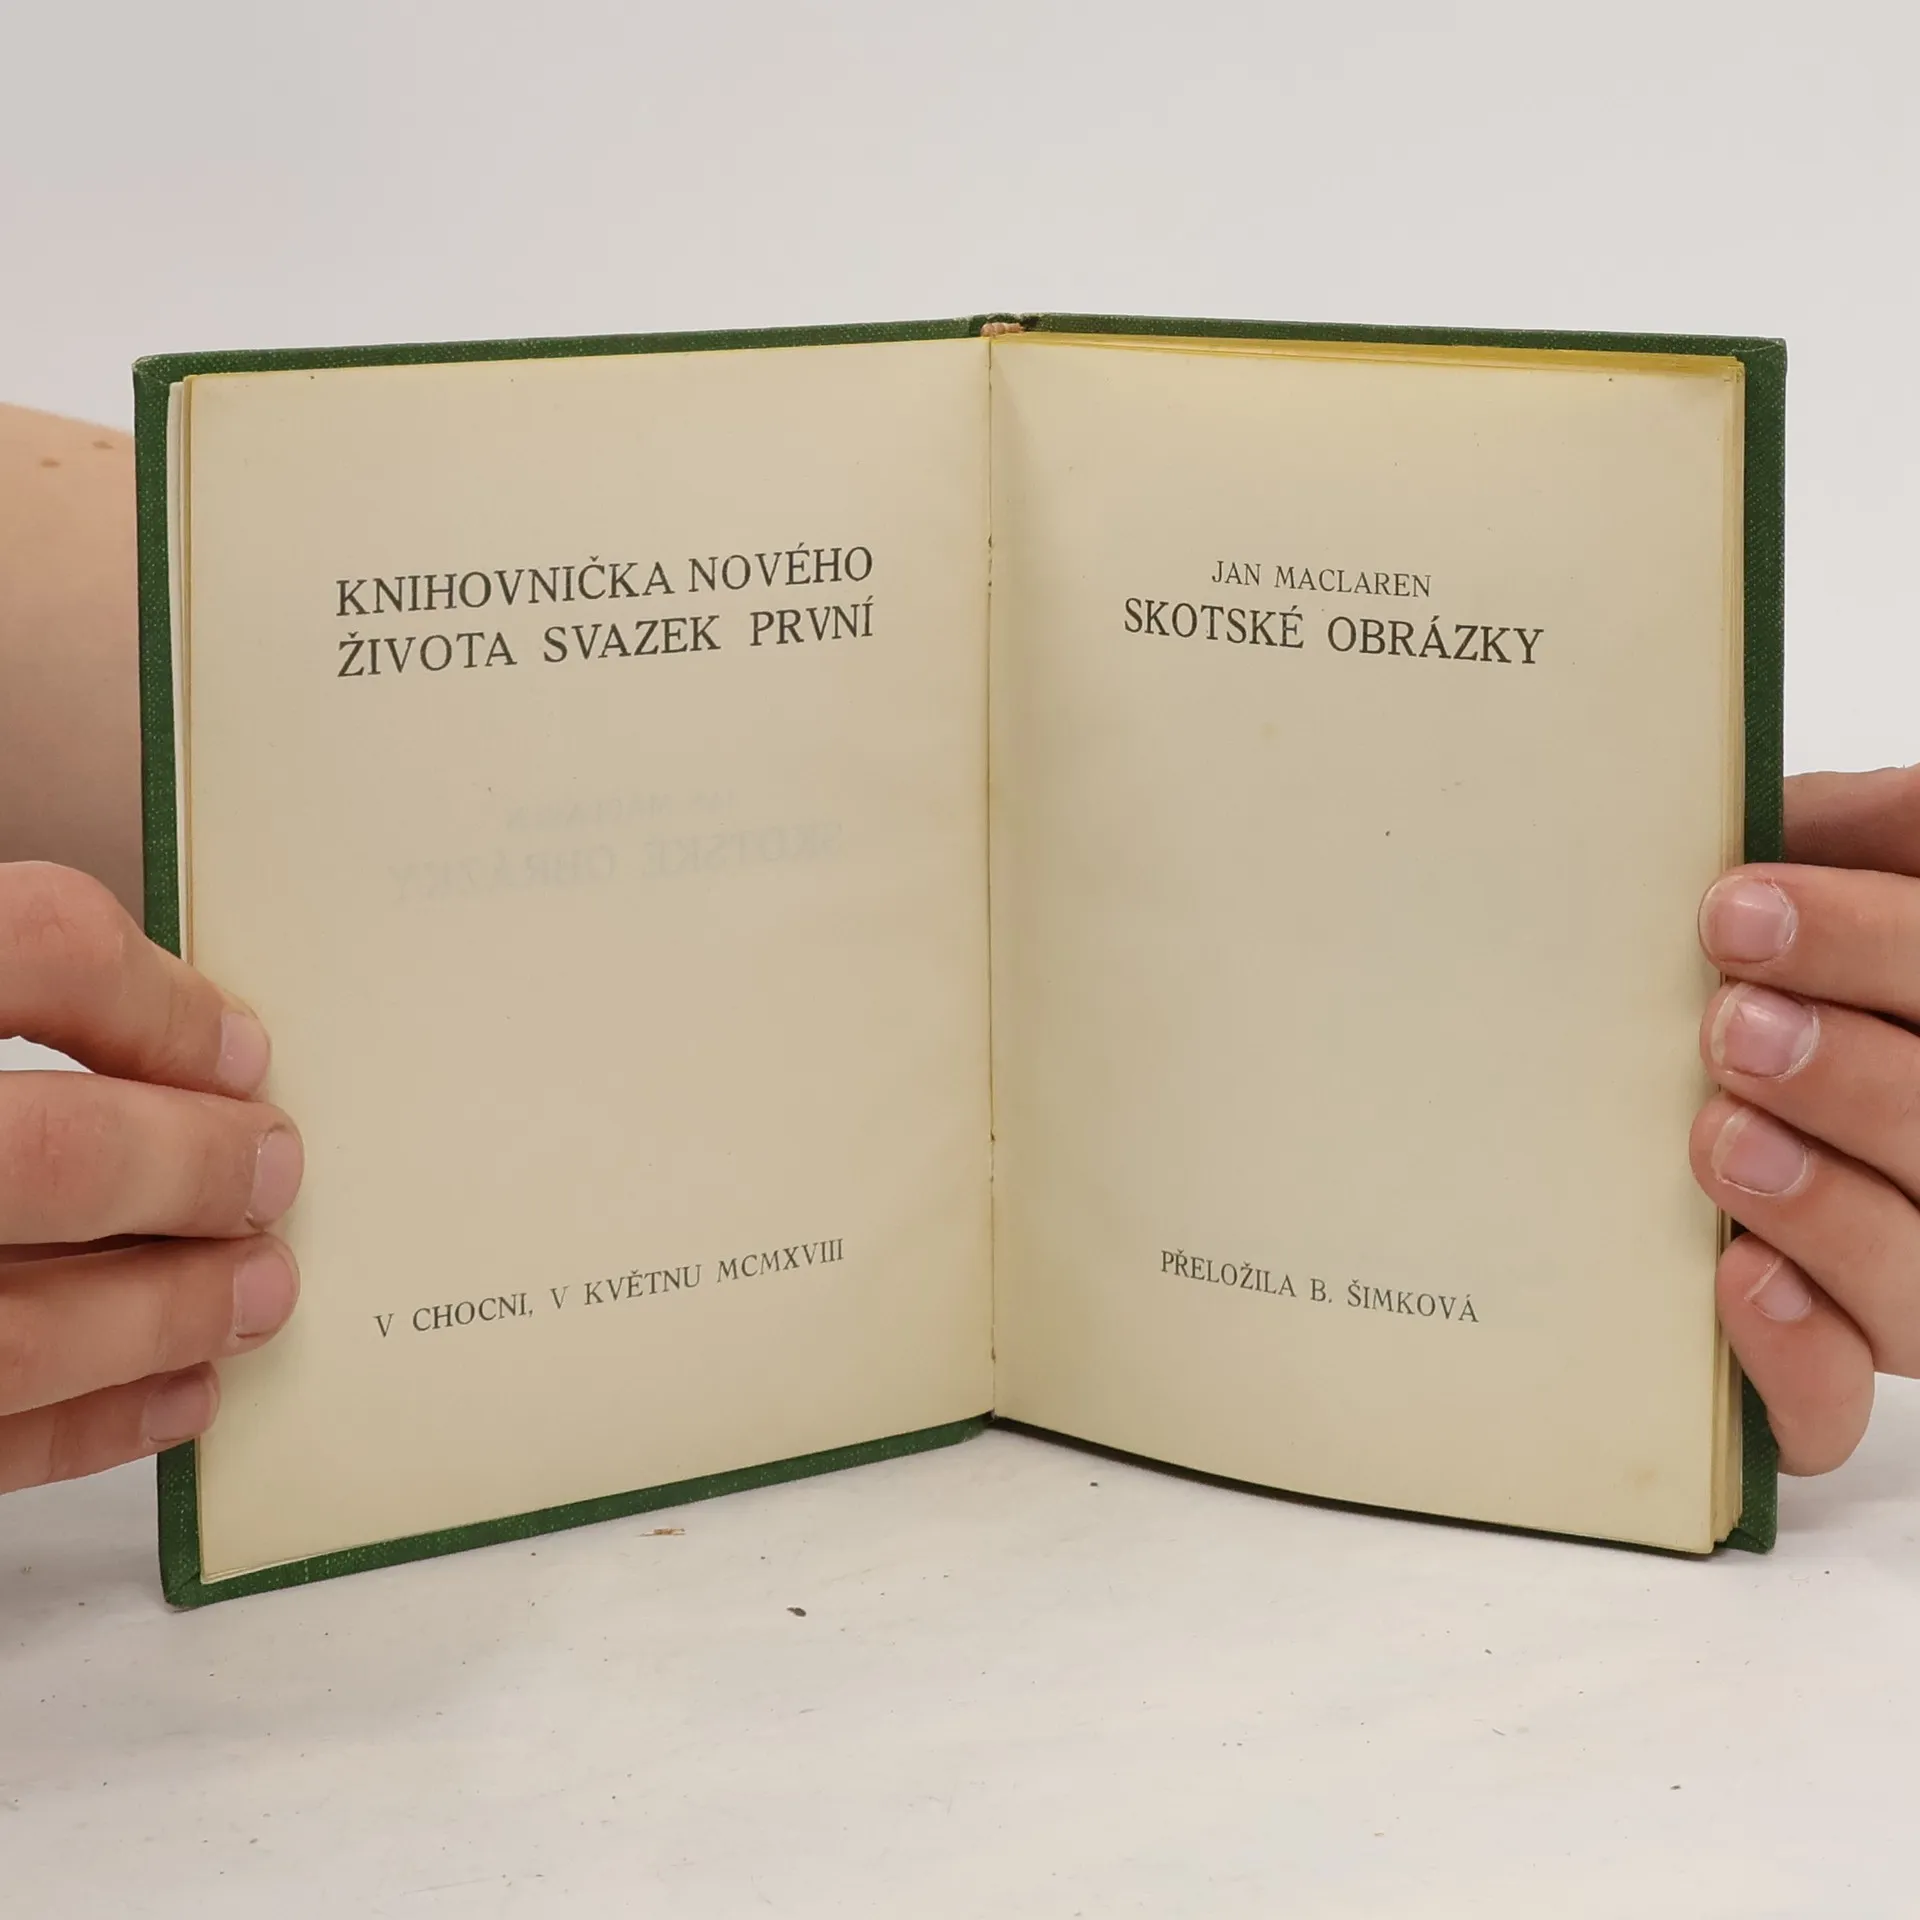 KNIHOVNIČKA NOVÉHO
ŽIVOTA SVAZEK PRVNÍ
V CHOCNI, V KVĚTNU MCMXVIII
JAN MACLAREN
SKOTSKÉ OBRÁZKY
PŘELOŽILA B. ŠIMKOVÁ